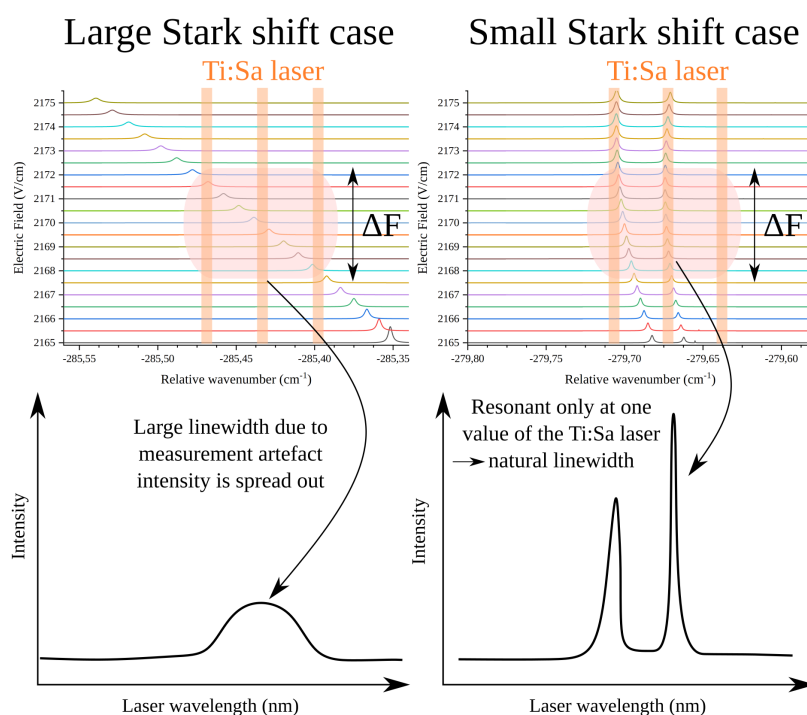 Large Stark shift case
Ti:Sa laser
Electric Field (V/cm)
2175
2174
2173
2172
2171
2170
2169
2168
2167
2166
2165
ΔF
-285,55
-285,50
-285,45
-285,40
-285,35
Relative wavenumber (cm⁻¹)
Small Stark shift case
Ti:Sa laser
Electric Field (V/cm)
2175
2174
2173
2172
2171
2170
2169
2168
2167
2166
2165
ΔF
-279,80
-279,75
-279,70
-279,65
-279,60
Relative wavenumber (cm⁻¹)
Large linewidth due to
measurement artefact
intensity is spread out
Intensity
Laser wavelength (nm)
Resonant only at one
value of the Ti:Sa laser
natural linewidth
Intensity
Laser wavelength (nm)